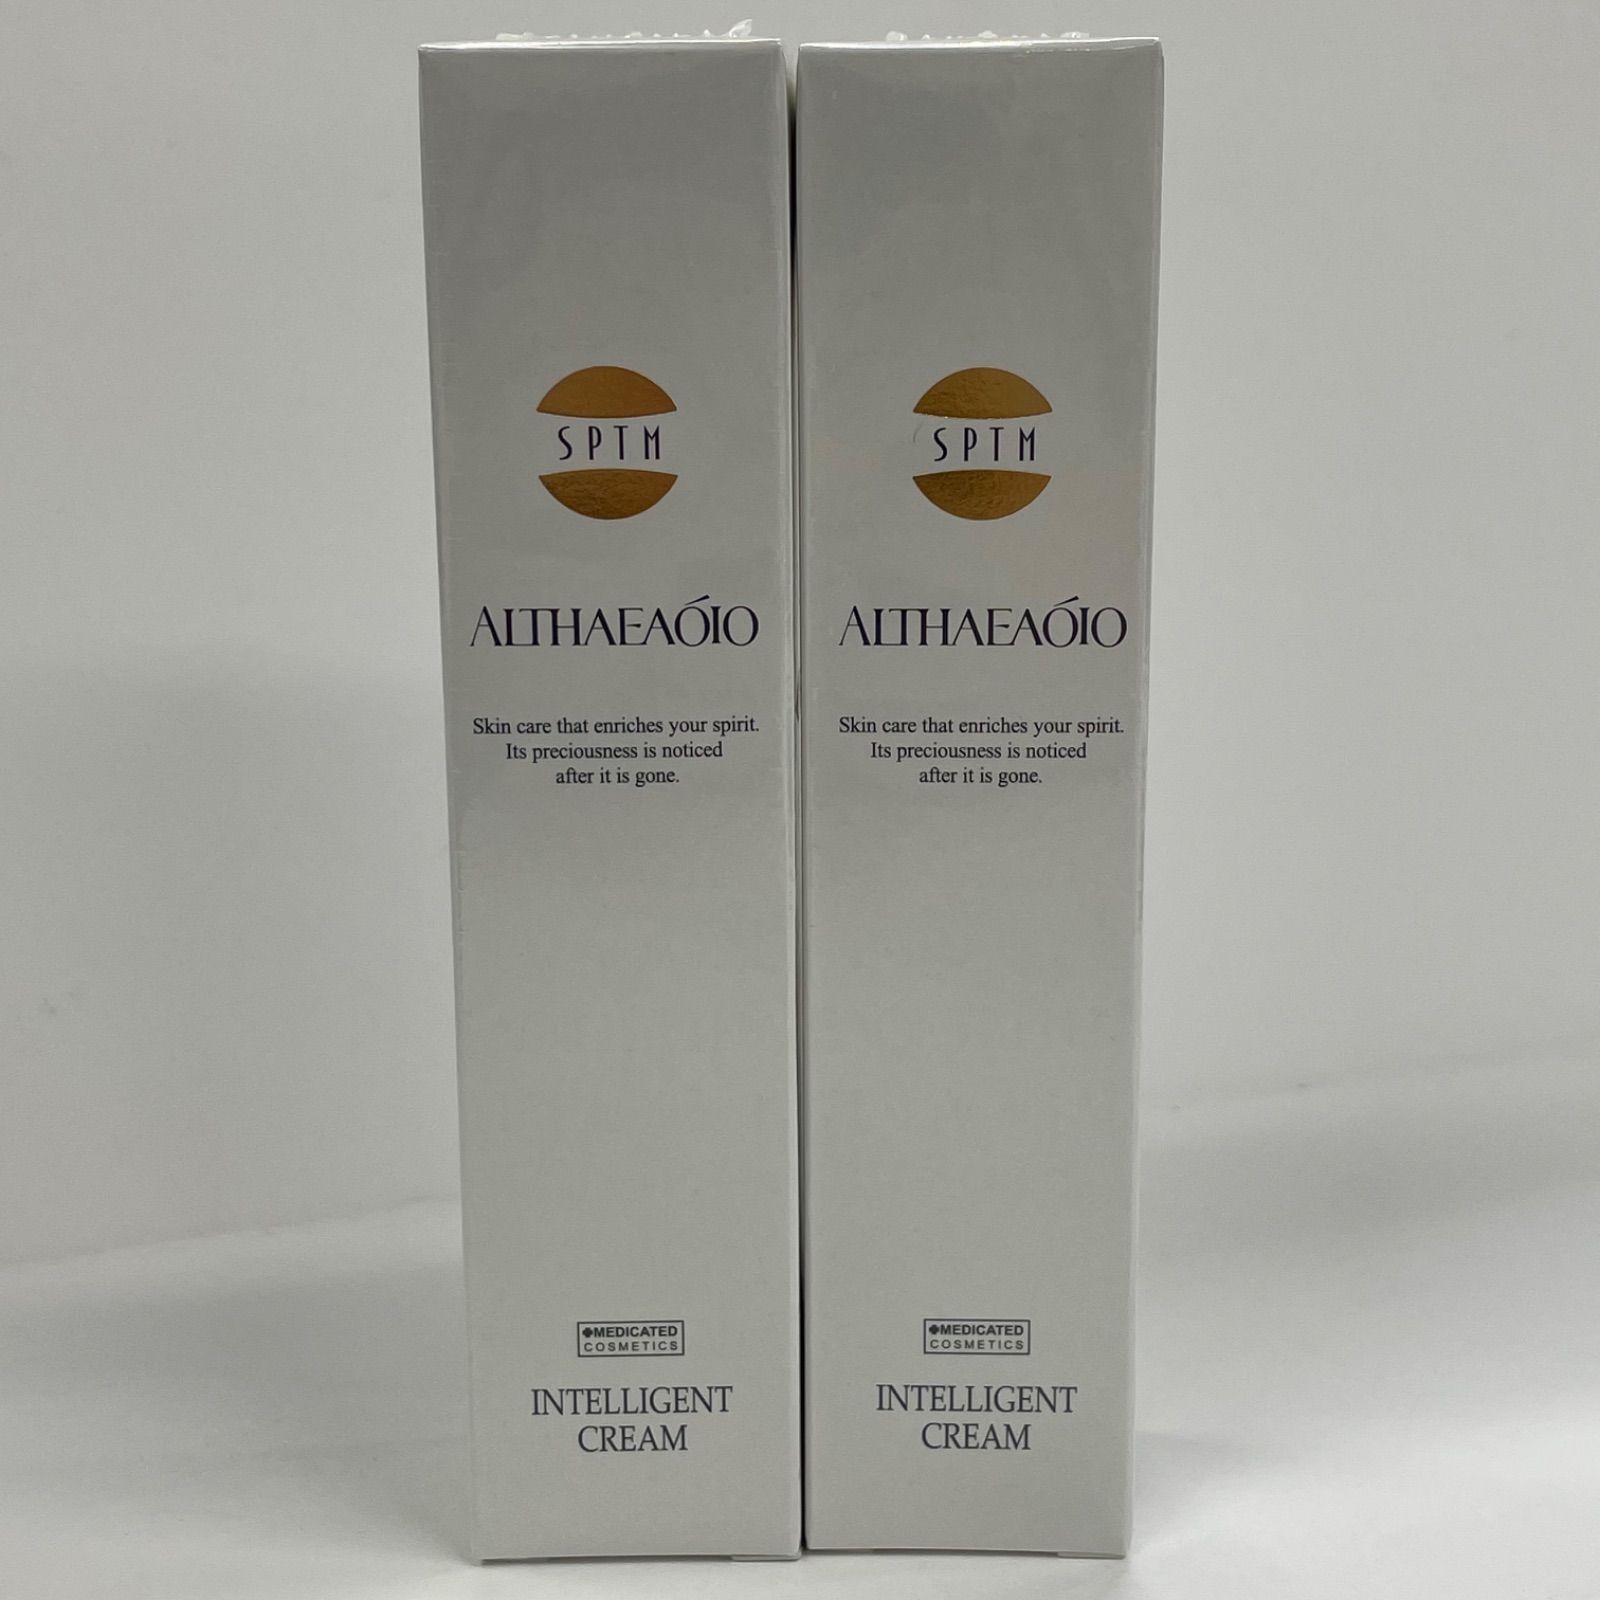 SPTM
ALTHAEAÓIO
Skin care that enriches your spirit.
Its preciousness is noticed
after it is gone.
MEDICATED
COSMETICS
INTELLIGENT
CREAM
SPTM
ALTHAEAÓIO
Skin care that enriches your spirit.
Its preciousness is noticed
after it is gone.
MEDICATED
COSMETICS
INTELLIGENT
CREAM